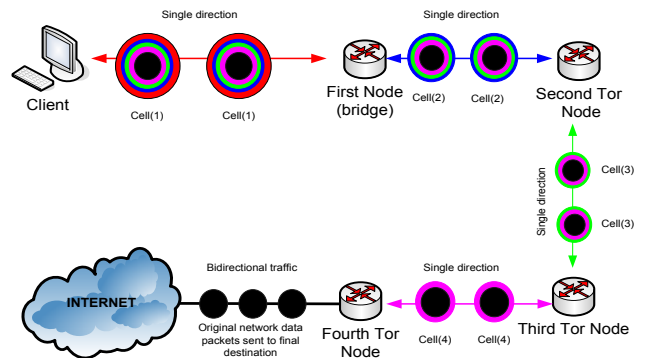 Single direction
Single direction
Client
Cell(1)
Cell(1)
First Node
(bridge)
Cell(2)
Cell(2)
Second Tor
Node
Cell(3)
Single direction
Cell(3)
INTERNET
Bidirectional traffic
Original network data
packets sent to final
destination
Fourth Tor
Node
Single direction
Cell(4)
Cell(4)
Third Tor Node